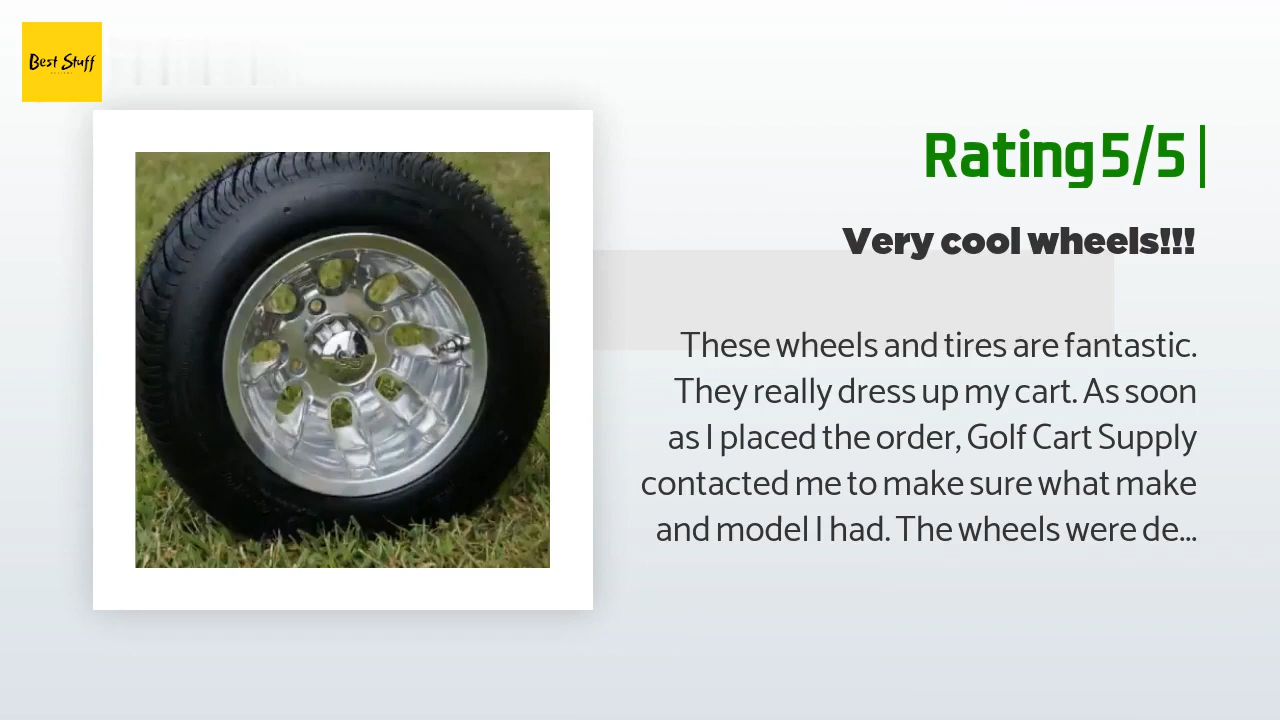 Best Stuff
Rating 5/5
Very cool wheels!!!
These wheels and tires are fantastic.
They really dress up my cart. As soon
as I placed the order, Golf Cart Supply
contacted me to make sure what make
and model I had. The wheels were de...